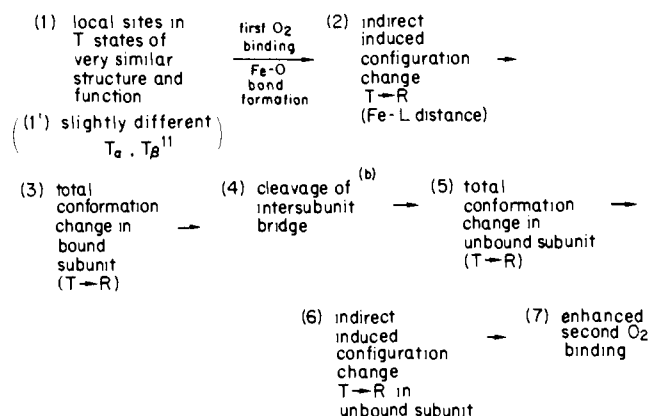 (1) local sites in
T states of
very similar
structure and
function
first O2
binding
Fe-O
bond
formation
(2) indirect
induced
configuration
change
T→R
(Fe-L distance)
(1') slightly different
Tα , Tβ11
(3) total
conformation
change in
bound
subunit
(T→R)
(4) cleavage of (b)
intersubunit
bridge
(5) total
conformation
change in
unbound subunit
(T→R)
(6) indirect
induced
configuration
change
T→R in
unbound subunit
(7) enhanced
second O2
binding